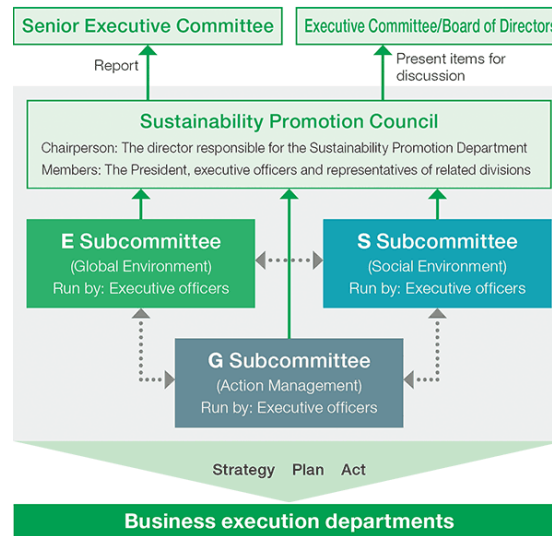 Senior Executive Committee
Executive Committee/Board of Directors
Report
Present items for
discussion
Sustainability Promotion Council
Chairperson: The director responsible for the Sustainability Promotion Department
Members: The President, executive officers and representatives of related divisions
E Subcommittee
(Global Environment)
Run by: Executive officers
S Subcommittee
(Social Environment)
Run by: Executive officers
G Subcommittee
(Action Management)
Run by: Executive officers
Strategy Plan Act
Business execution departments